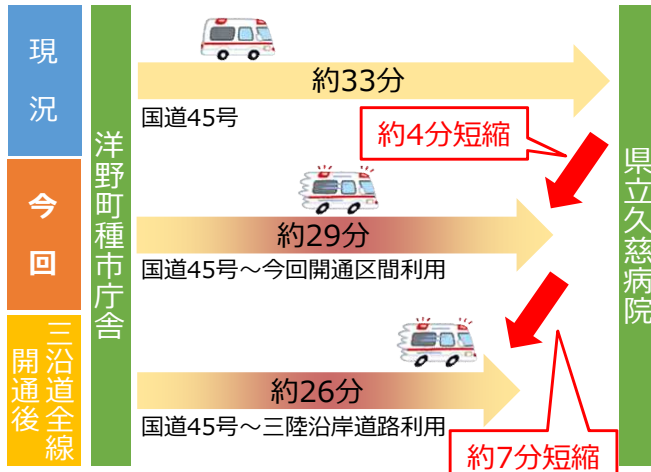 現況
洋野町種市庁舎
約33分
国道45号
約4分短縮
県立久慈病院
今回
約29分
国道45号～今回開通区間利用
三沿道全線
開通後
約26分
国道45号～三陸沿岸道路利用
約7分短縮